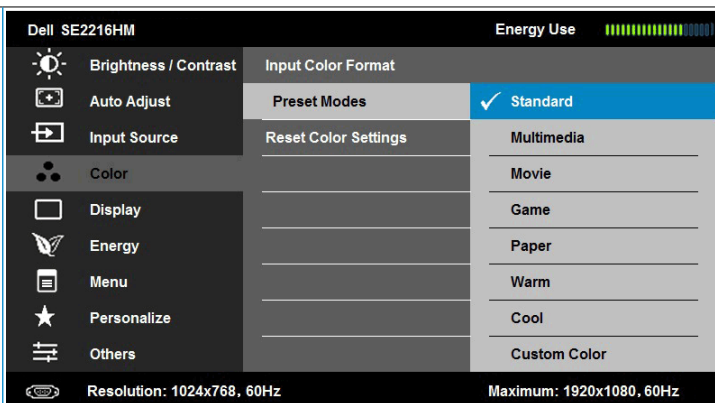 Dell SE2216HM Energy Use
Brightness / Contrast Input Color Format
Auto Adjust Preset Modes Standard
Input Source Reset Color Settings Multimedia
Color Movie
Display Game
Energy Paper
Menu Warm
Personalize Cool
Others Custom Color
Resolution: 1024x768, 60Hz Maximum: 1920x1080, 60Hz